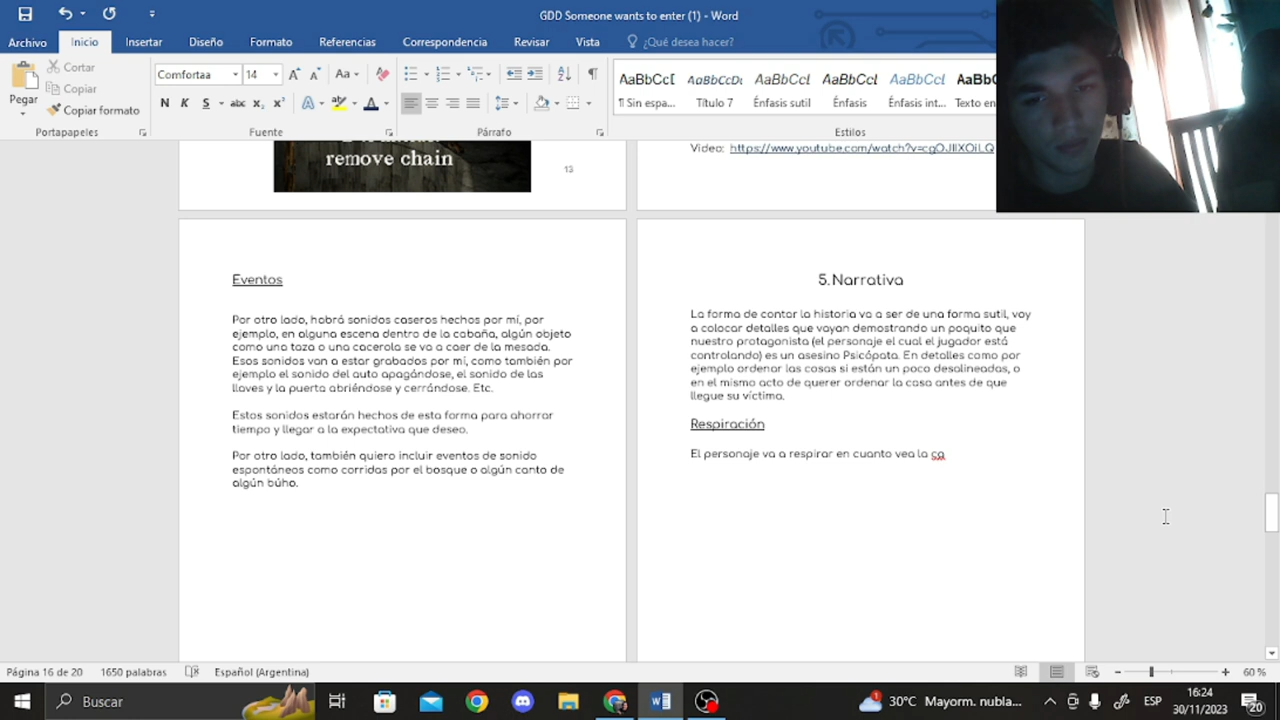 GDD Someone wants to enter (1) - Word
Archivo Inicio Insertar Diseño Formato Referencias Correspondencia Revisar Vista ¿Qué desea hacer?
Pegar
Cortar
Copiar
Copiar formato
Portapapeles
Comfortaa 14
Aa
N K S abc x₂ x²
Fuente
Párrafo
AaBbCcD AaBbCcDc AaBbCcL AaBbCcL AaBbCcL AaBbCc
¶ Sin espa... Título 7 Énfasis sutil Énfasis Énfasis int... Texto en
Estilos
remove chain
13
Video: https://www.youtube.com/watch?v=cgOJIIXOiLQ
Eventos
Por otro lado, habrá sonidos caseros hechos por mí, por
ejemplo, en alguna escena dentro de la cabaña, algún objeto
como una taza o una cacerola se va a caer de la mesada.
Esos sonidos van a estar grabados por mí, como también por
ejemplo el sonido del auto apagándose, el sonido de las
llaves y la puerta abriéndose y cerrándose. Etc.
Estos sonidos estarán hechos de esta forma para ahorrar
tiempo y llegar a la expectativa que deseo.
Por otro lado, también quiero incluir eventos de sonido
espontáneos como corridas por el bosque o algún canto de
algún búho.
5. Narrativa
La forma de contar la historia va a ser de una forma sutil, voy
a colocar detalles que vayan demostrando un poquito que
nuestro protagonista (el personaje el cual el jugador está
controlando) es un asesino Psicópata. En detalles como por
ejemplo ordenar las cosas si están un poco desalineadas, o
en el mismo acto de querer ordenar la casa antes de que
llegue su víctima.
Respiración
El personaje va a respirar en cuanto vea la ca
Página 16 de 20 1650 palabras Español (Argentina) 60 %
Buscar
1
30°C Mayorm. nubla...
ESP
16:24
30/11/2023
20